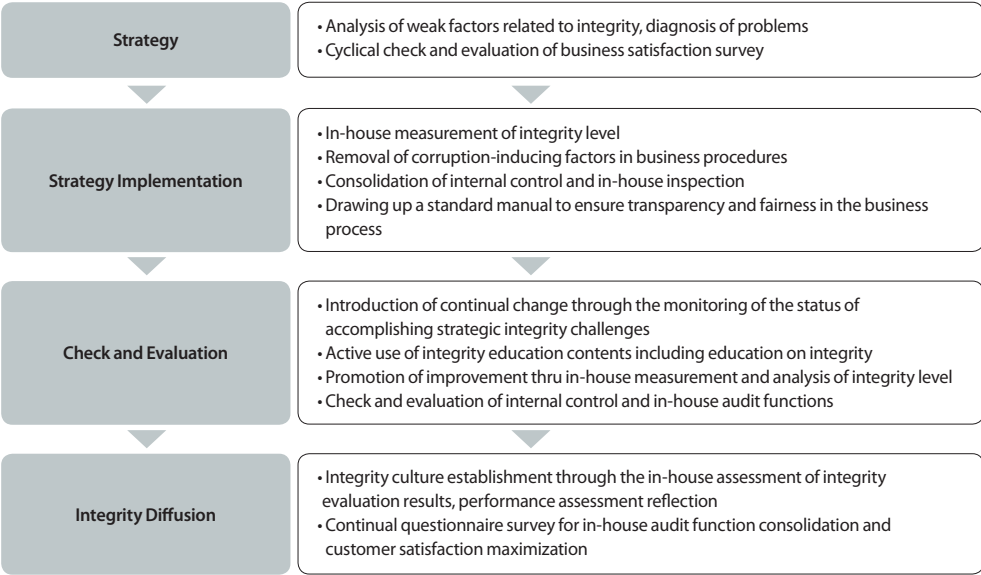 Strategy
• Analysis of weak factors related to integrity, diagnosis of problems
• Cyclical check and evaluation of business satisfaction survey
Strategy Implementation
• In-house measurement of integrity level
• Removal of corruption-inducing factors in business procedures
• Consolidation of internal control and in-house inspection
• Drawing up a standard manual to ensure transparency and fairness in the business
process
Check and Evaluation
• Introduction of continual change through the monitoring of the status of
accomplishing strategic integrity challenges
• Active use of integrity education contents including education on integrity
• Promotion of improvement thru in-house measurement and analysis of integrity level
• Check and evaluation of internal control and in-house audit functions
Integrity Diffusion
• Integrity culture establishment through the in-house assessment of integrity
evaluation results, performance assessment reflection
• Continual questionnaire survey for in-house audit function consolidation and
customer satisfaction maximization